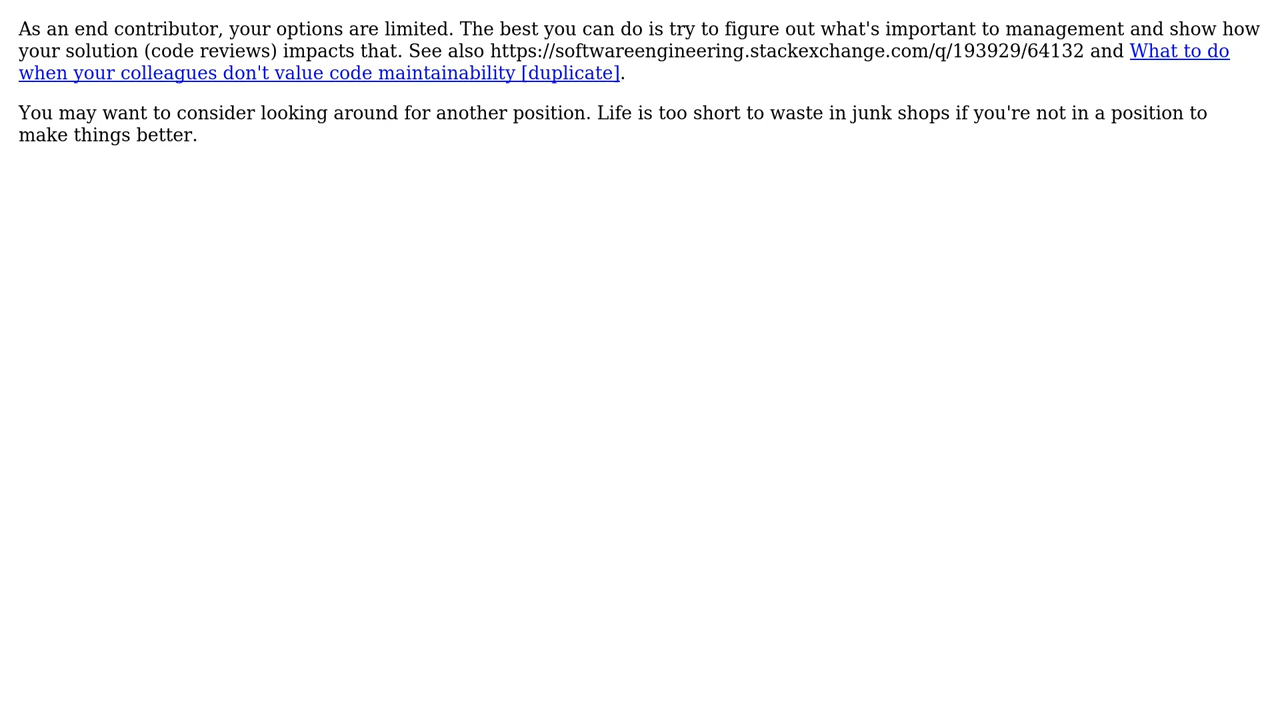 As an end contributor, your options are limited. The best you can do is try to figure out what's important to management and show how
your solution (code reviews) impacts that. See also https://softwareengineering.stackexchange.com/q/193929/64132 and What to do
when your colleagues don't value code maintainability [duplicate].
You may want to consider looking around for another position. Life is too short to waste in junk shops if you're not in a position to
make things better.